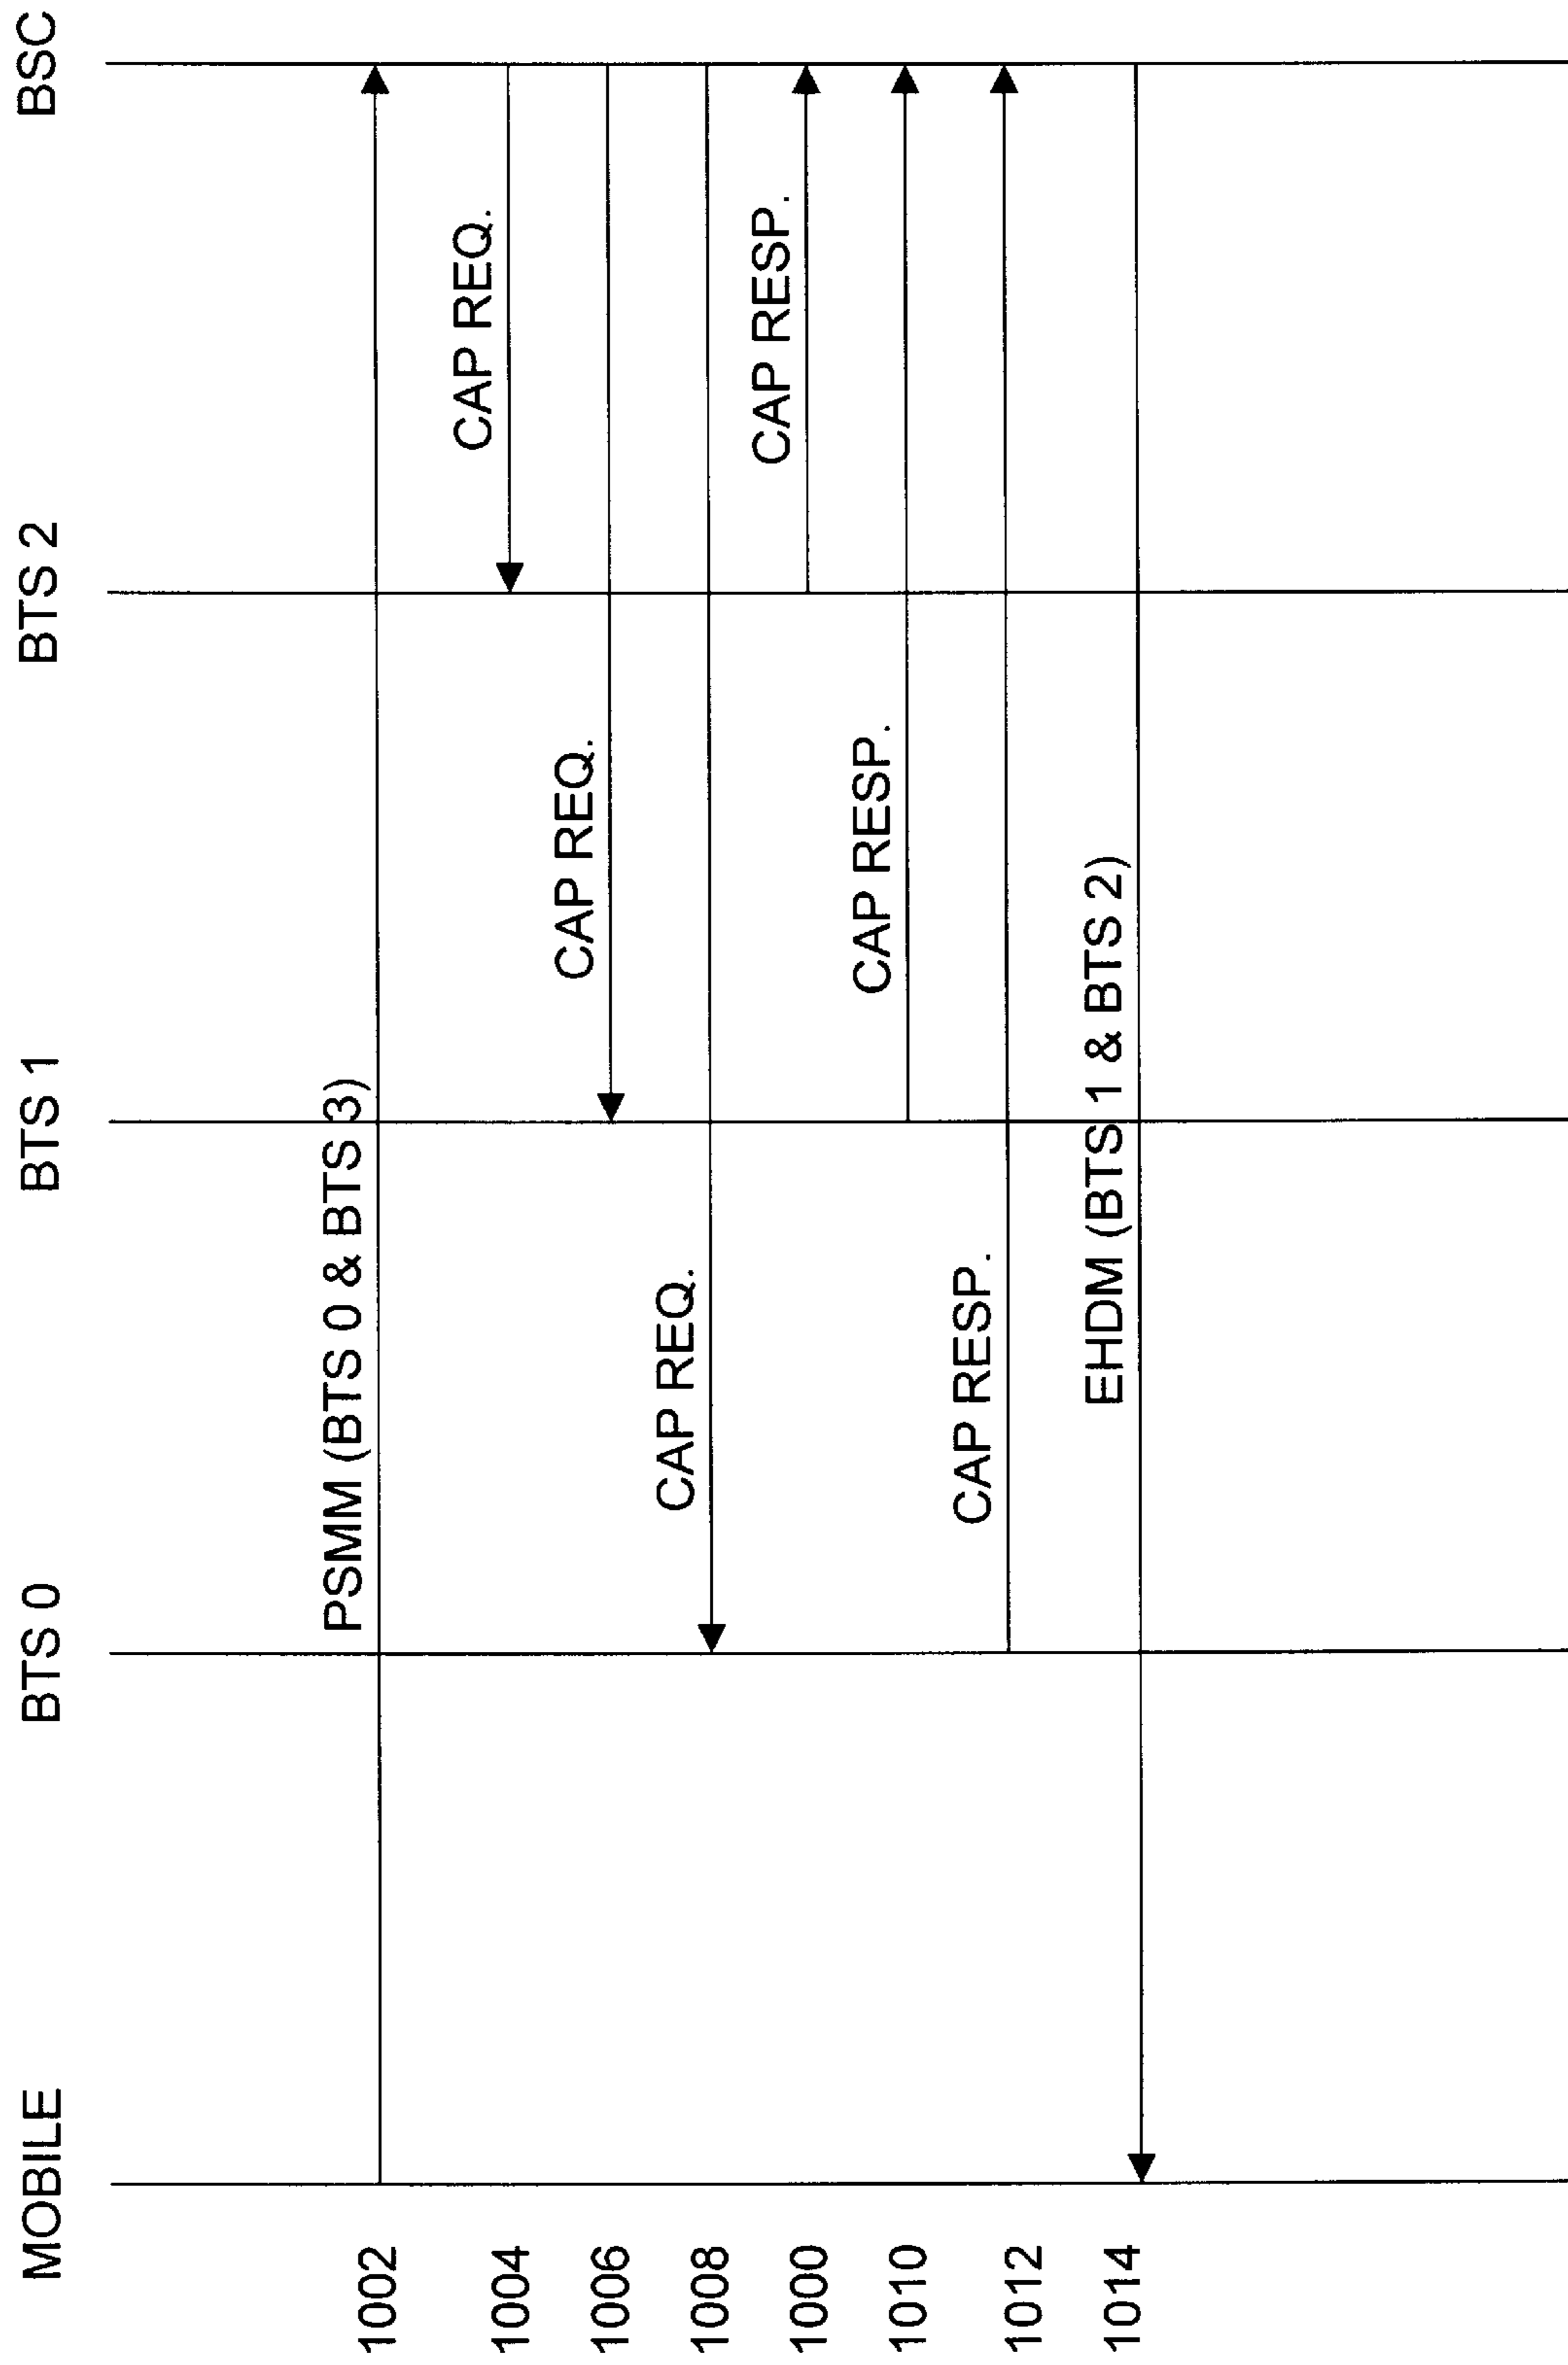 MOBILE
BTS 0
BTS 1
BTS 2
BSC
1002
PSMM (BTS 0 & BTS 3)
1004
CAP REQ.
1006
CAP REQ.
1008
CAP REQ.
1000
CAP RESP.
1010
CAP RESP.
1012
CAP RESP.
1014
EHDM (BTS 1 & BTS 2)